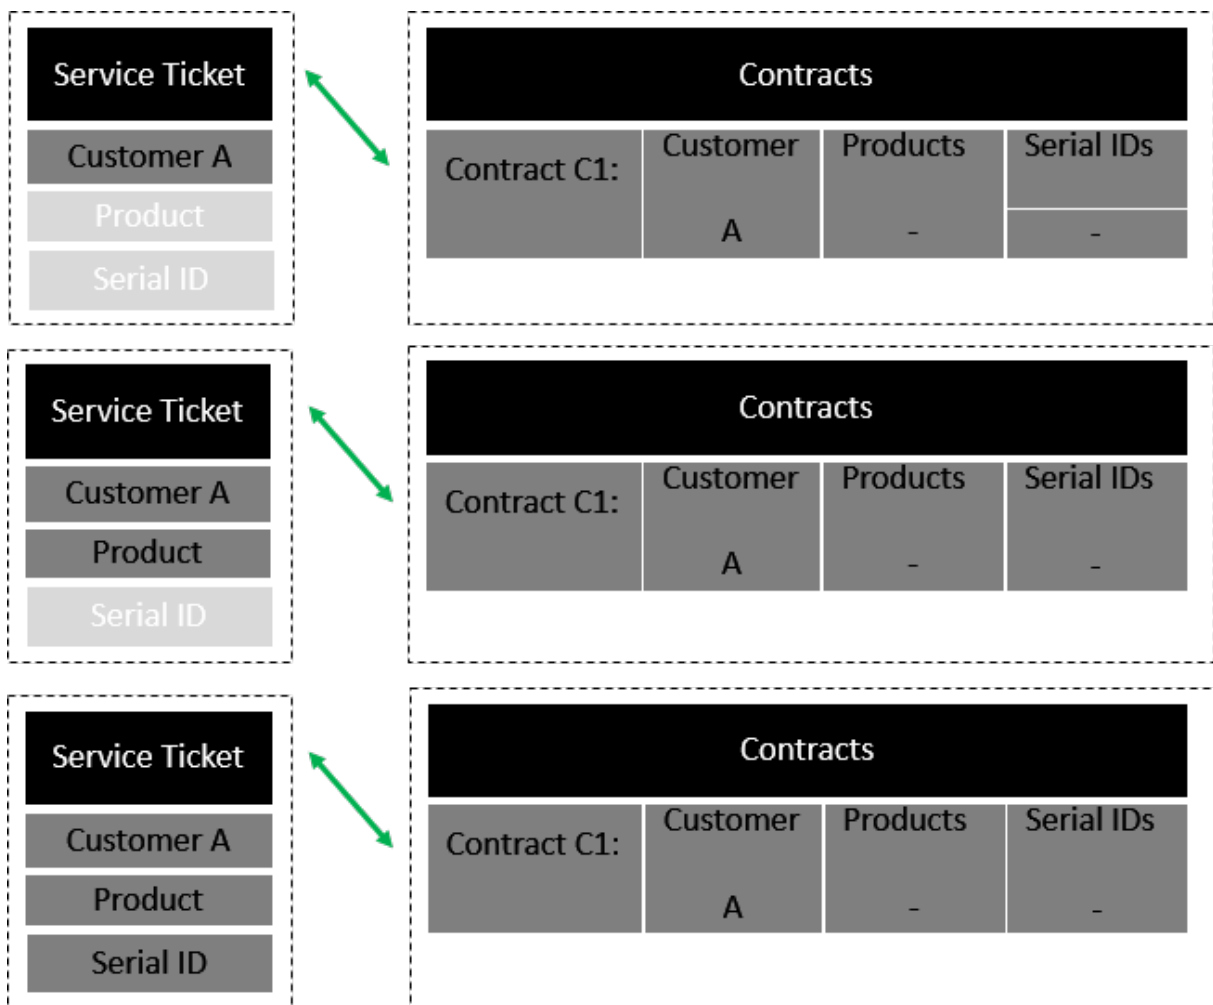 Service Ticket
Customer A
Product
Serial ID
Contracts
Contract C1:
Customer
A
Products
-
Serial IDs
-
Service Ticket
Customer A
Product
Serial ID
Contracts
Contract C1:
Customer
A
Products
-
Serial IDs
-
Service Ticket
Customer A
Product
Serial ID
Contracts
Contract C1:
Customer
A
Products
-
Serial IDs
-